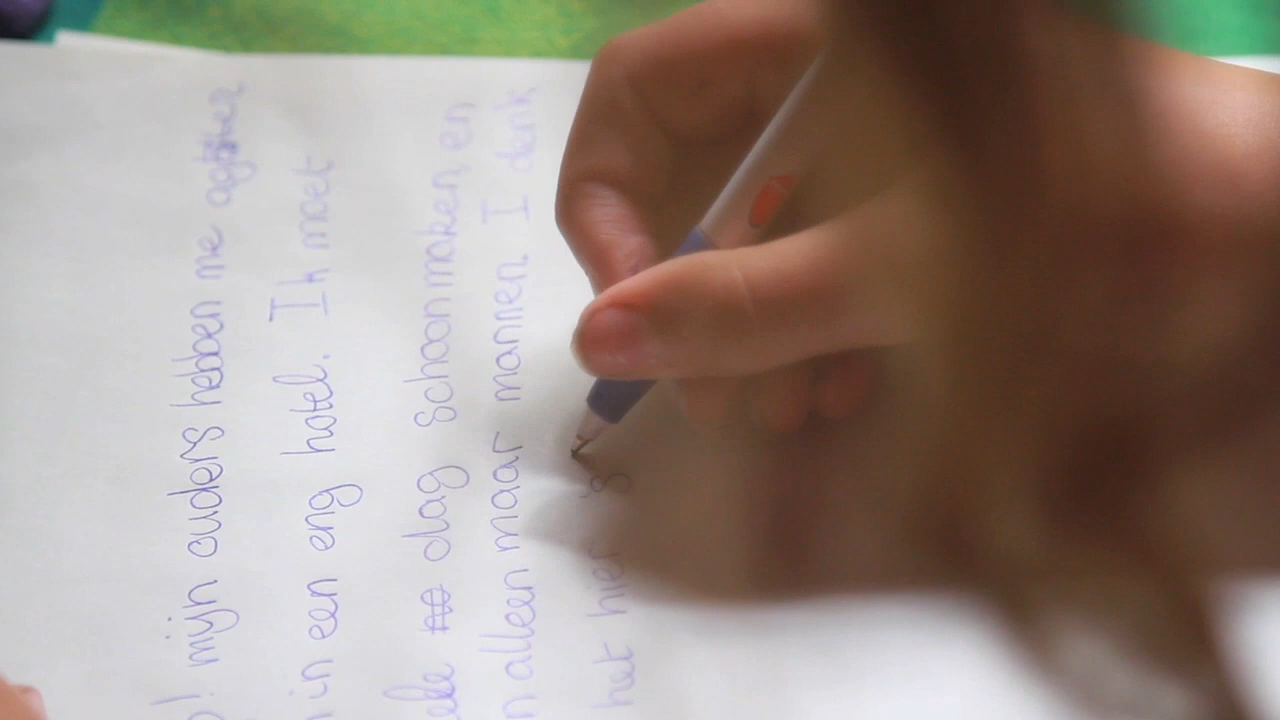 ! mijn ouders hebben me
in een eng hotel. Ik moet
dag schoonmaken en
alleen maar mannen. I denk
het hier is